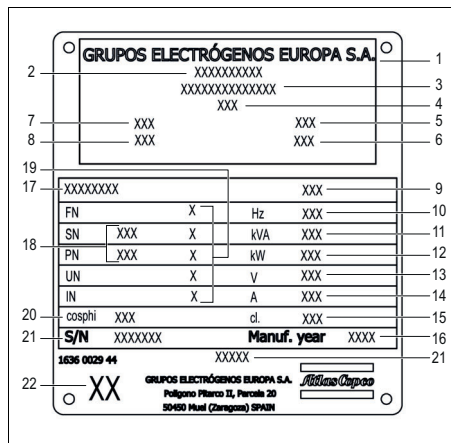 GRUPOS ELECTRÓGENOS EUROPA S.A. 1
2 XXXXXXXXXX
XXXXXXXXXXXXXX 3
XXX 4
7 XXX XXX 5
8 XXX XXX 6
19
17 XXXXXXXX XXX 9
FN X Hz XXX 10
SN XXX X kVA XXX 11
18
PN XXX X kW XXX 12
UN X V XXX 13
IN X A XXX 14
20 cosphi XXX cl. XXX 15
21 S/N XXXXXXX Manuf. year XXXX 16
1636 0029 44 XXXXX 21
22 XX GRUPOS ELECTRÓGENOS EUROPA S.A. Atlas Copco
Poligono Pitarco II, Parcela 20
50450 Muel (Zaragoza) SPAIN